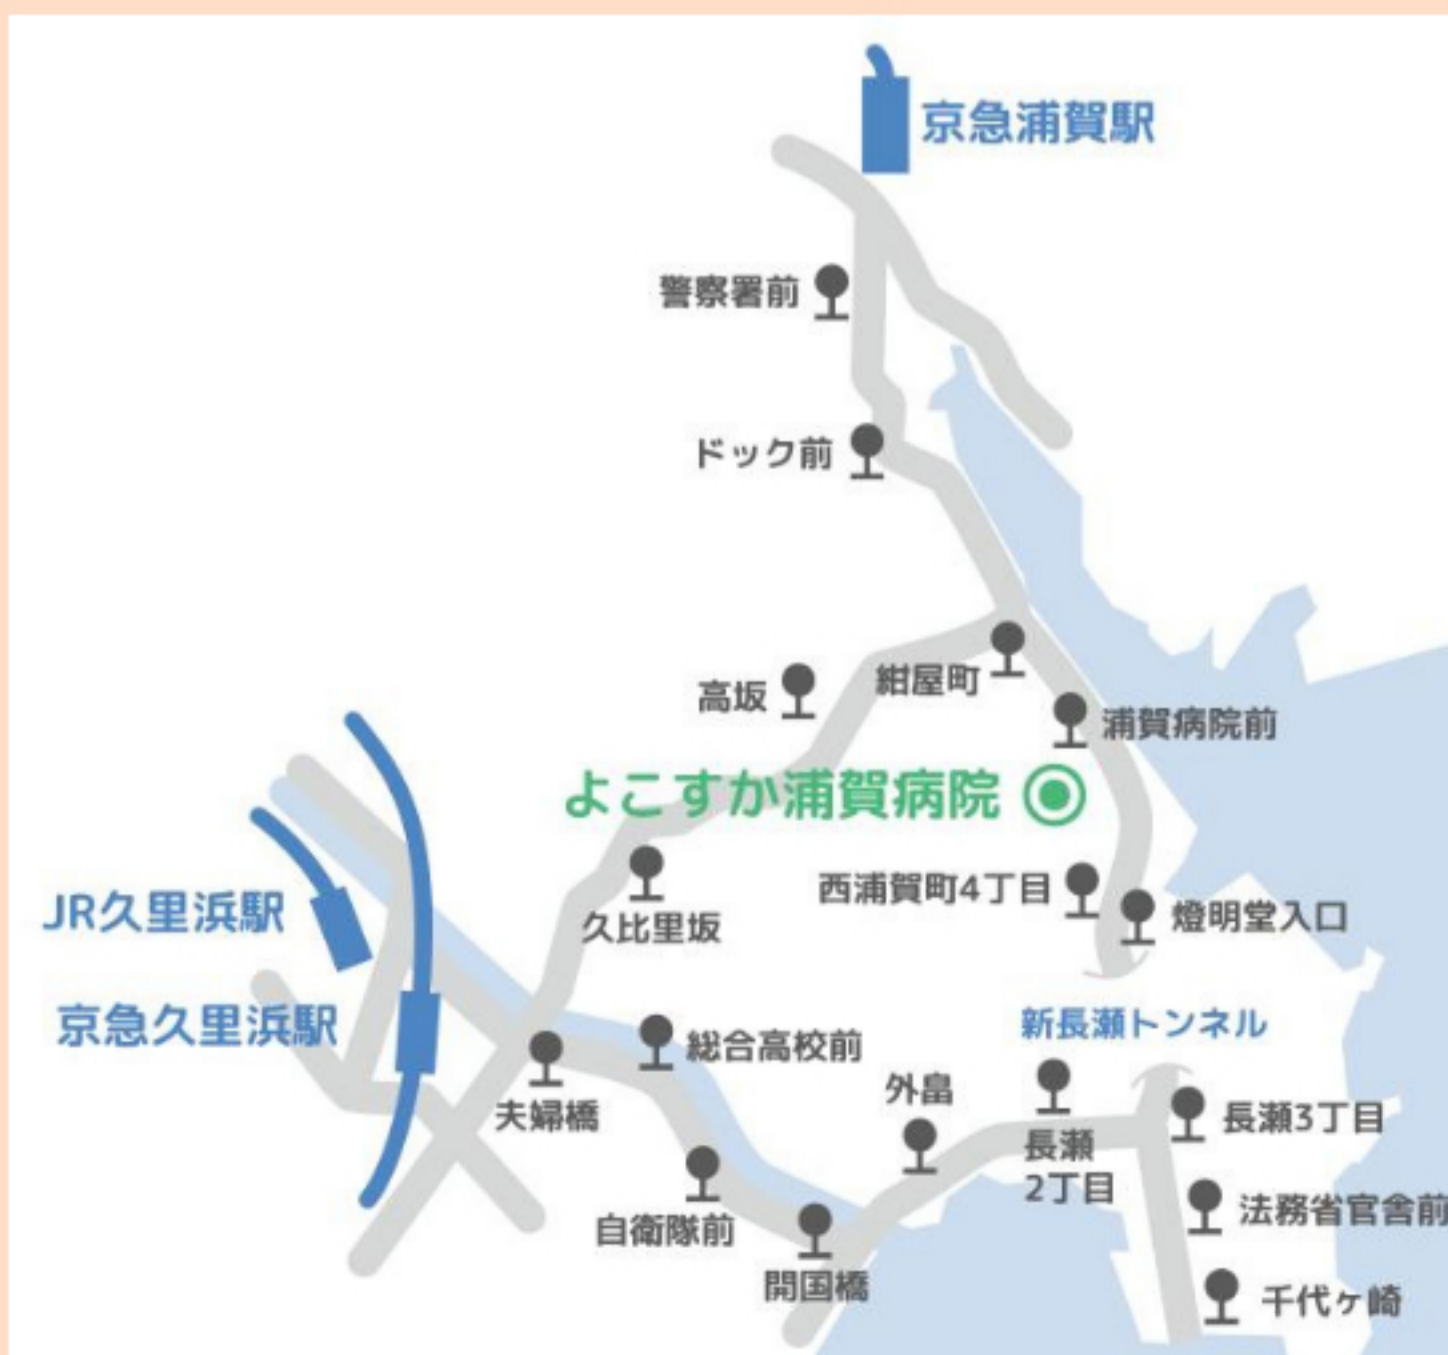 京急浦賀駅
警察署前
ドック前
紺屋町
高坂
浦賀病院前
よこすか浦賀病院
西浦賀町4丁目
燈明堂入口
JR久里浜駅
久比里坂
京急久里浜駅
新長瀬トンネル
総合高校前
夫婦橋
外畠
長瀬
2丁目
長瀬3丁目
自衛隊前
法務省官舎前
開国橋
千代ヶ崎